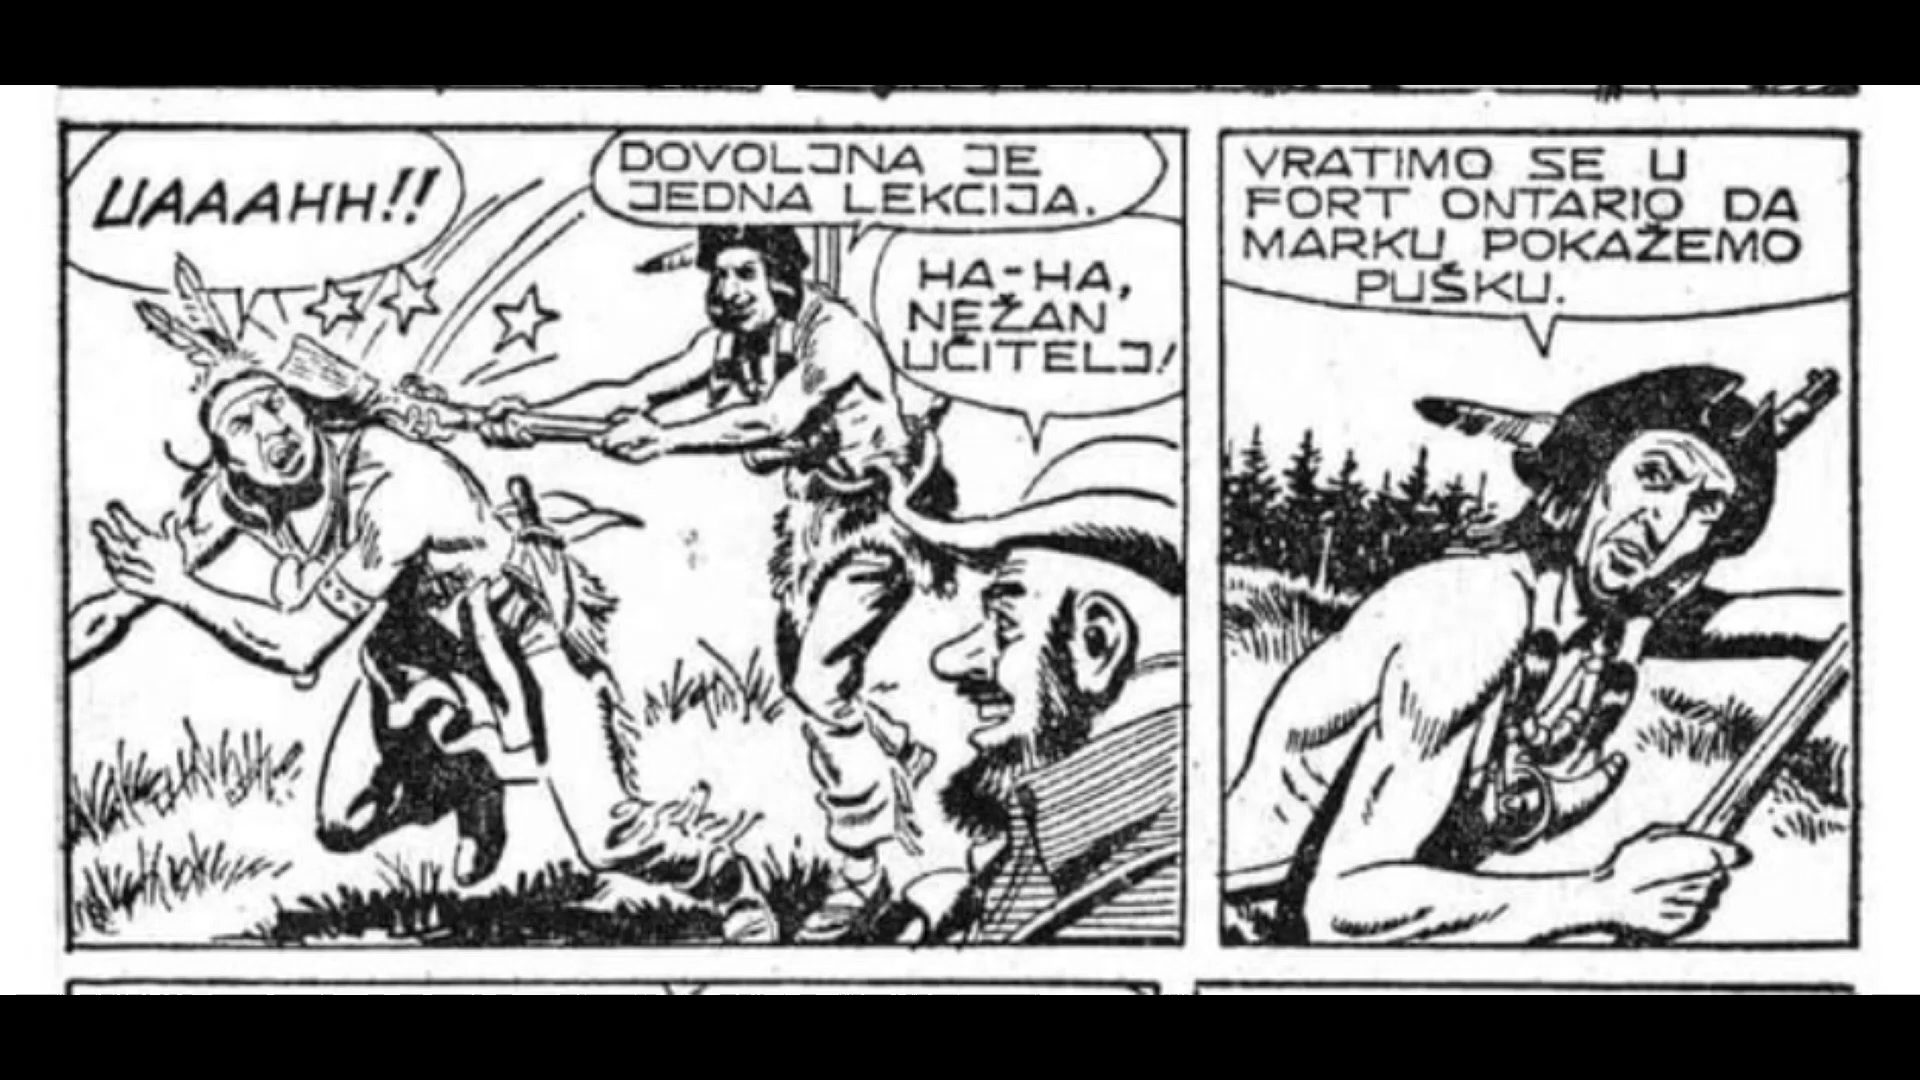 UAAAHH!!
DOVOLJNA JE
JEDNA LEKCIJA.
HA-HA,
NEŽAN
UČITELJ!
VRATIMO SE U
FORT ONTARIO DA
MARKU POKAŽEMO
PUŠKU.